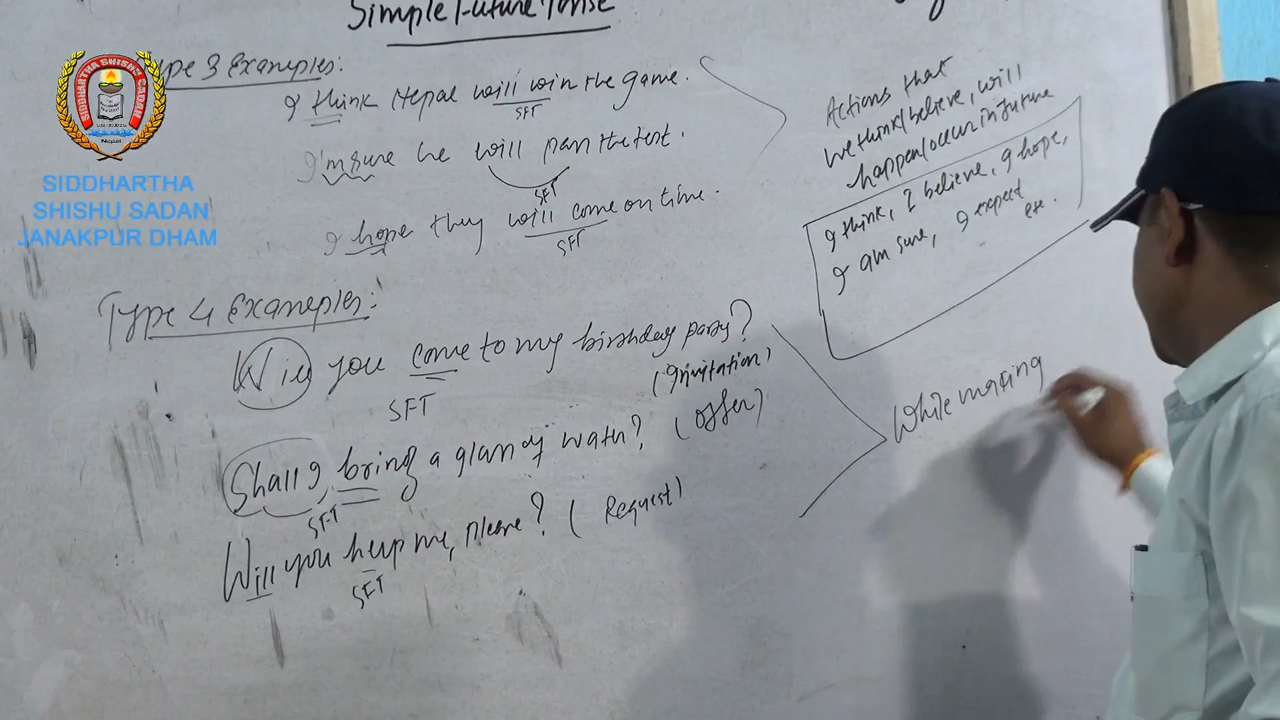 Simple Future Tense
Type 3 Examples:
I think Nepal will win the game.
SFT
I'm sure he will pass the test.
SFT
I hope they will come on time.
SFT
Actions that
we think/believe, will
happen/occur in future
I think, I believe, I hope,
I am sure, I expect
etc.
Type 4 Examples:
Will you come to my birthday party?
SFT
(Invitation)
Shall I bring a glass of water? (Offer)
SFT
Will you help me, please? (Request)
SFT
While making
SIDDHARTHA SHISHU SADAN
Nepal
SIDDHARTHA
SHISHU SADAN
JANAKPUR DHAM